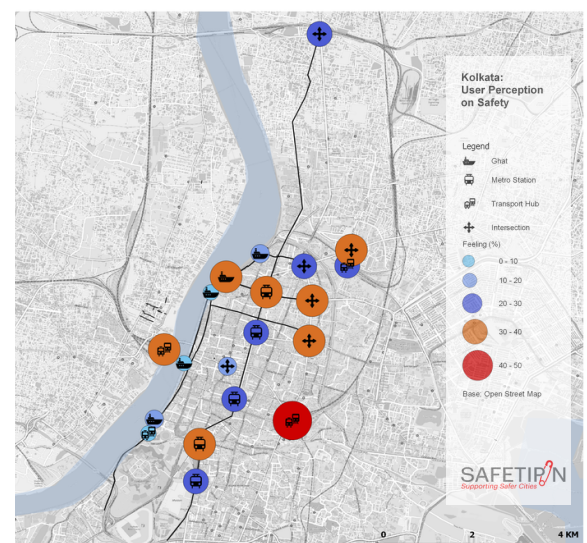 Kolkata:
User Perception
on Safety
Legend
Ghat
Metro Station
Transport Hub
Intersection
Feeling (%)
0 - 10
10 - 20
20 - 30
30 - 40
40 - 50
Base: Open Street Map
SAFETIPIN
Supporting Safer Cities
0 2 4 KM